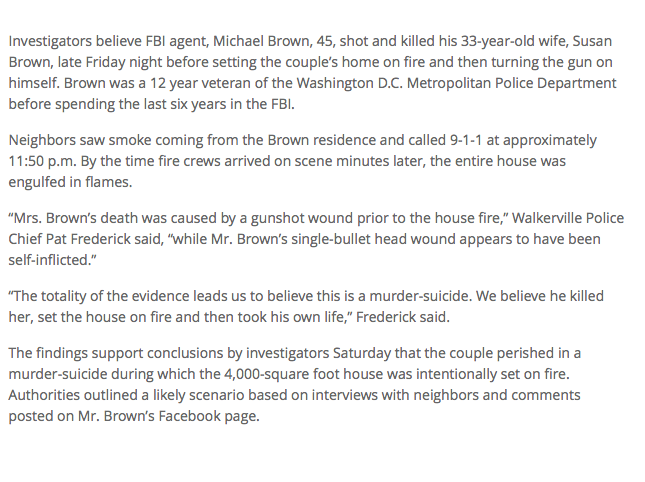 Investigators believe FBI agent, Michael Brown, 45, shot and killed his 33-year-old wife, Susan
Brown, late Friday night before setting the couple’s home on fire and then turning the gun on
himself. Brown was a 12 year veteran of the Washington D.C. Metropolitan Police Department
before spending the last six years in the FBI.
Neighbors saw smoke coming from the Brown residence and called 9-1-1 at approximately
11:50 p.m. By the time fire crews arrived on scene minutes later, the entire house was
engulfed in flames.
“Mrs. Brown’s death was caused by a gunshot wound prior to the house fire,” Walkerville Police
Chief Pat Frederick said, “while Mr. Brown’s single-bullet head wound appears to have been
self-inflicted.”
“The totality of the evidence leads us to believe this is a murder-suicide. We believe he killed
her, set the house on fire and then took his own life,” Frederick said.
The findings support conclusions by investigators Saturday that the couple perished in a
murder-suicide during which the 4,000-square foot house was intentionally set on fire.
Authorities outlined a likely scenario based on interviews with neighbors and comments
posted on Mr. Brown’s Facebook page.